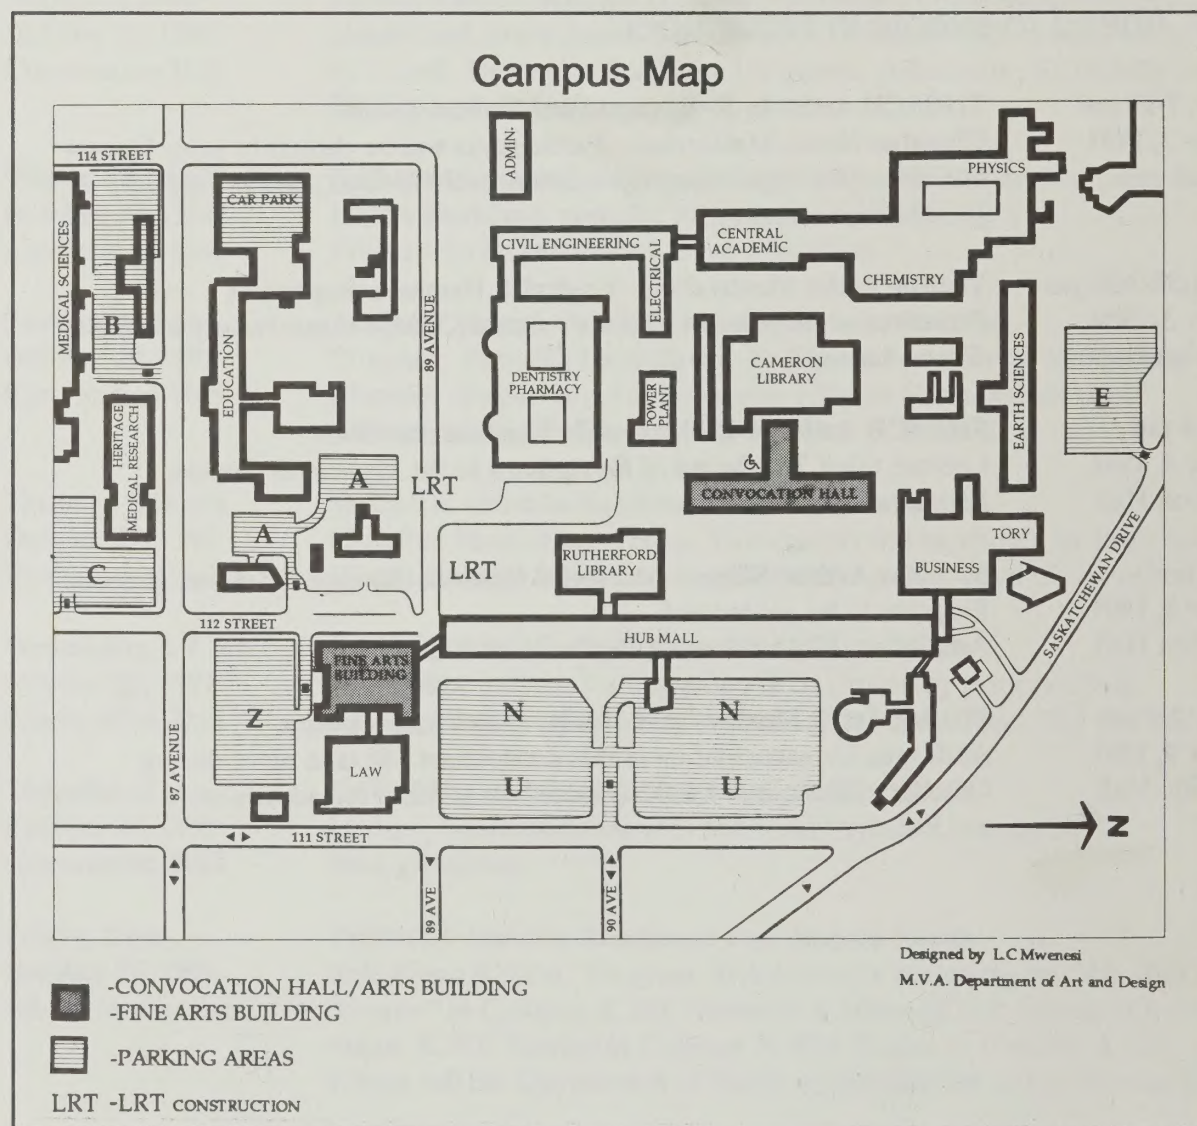 Campus Map
114 STREET
ADMIN-
PHYSICS
CAR PARK
CIVIL ENGINEERING
CENTRAL
ACADEMIC
MEDICAL SCIENCES
ELECTRICAL
CHEMISTRY
B
89 AVENUE
EDUCATION
DENTISTRY
PHARMACY
POWER
PLANT
CAMERON
LIBRARY
EARTH SCIENCES
E
HERITAGE
MEDICAL RESEARCH
A
LRT
CONVOCATION HALL
A
C
LRT
RUTHERFORD
LIBRARY
TORY
BUSINESS
SASKATCHEWAN DRIVE
112 STREET
HUB MALL
FINE ARTS
BUILDING
Z
N
N
87 AVENUE
LAW
U
U
111 STREET
N
89 AVE
90 AVE
Designed by L.C Mwenesi
M.V.A. Department of Art and Design
-CONVOCATION HALL/ARTS BUILDING
-FINE ARTS BUILDING
-PARKING AREAS
LRT -LRT CONSTRUCTION